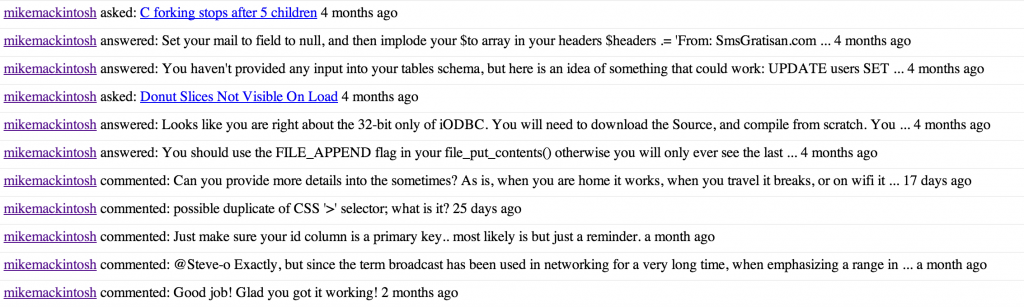 mikemackintosh asked: C forking stops after 5 children 4 months ago
mikemackintosh answered: Set your mail to field to null, and then implode your $to array in your headers $headers .= 'From: SmsGratisan.com ... 4 months ago
mikemackintosh answered: You haven't provided any input into your tables schema, but here is an idea of something that could work: UPDATE users SET ... 4 months ago
mikemackintosh asked: Donut Slices Not Visible On Load 4 months ago
mikemackintosh answered: Looks like you are right about the 32-bit only of iODBC. You will need to download the Source, and compile from scratch. You ... 4 months ago
mikemackintosh answered: You should use the FILE_APPEND flag in your file_put_contents() otherwise you will only ever see the last ... 4 months ago
mikemackintosh commented: Can you provide more details into the sometimes? As is, when you are home it works, when you travel it breaks, or on wifi it ... 17 days ago
mikemackintosh commented: possible duplicate of CSS '>' selector; what is it? 25 days ago
mikemackintosh commented: Just make sure your id column is a primary key.. most likely is but just a reminder. a month ago
mikemackintosh commented: @Steve-o Exactly, but since the term broadcast has been used in networking for a very long time, when emphasizing a range in ... a month ago
mikemackintosh commented: Good job! Glad you got it working! 2 months ago